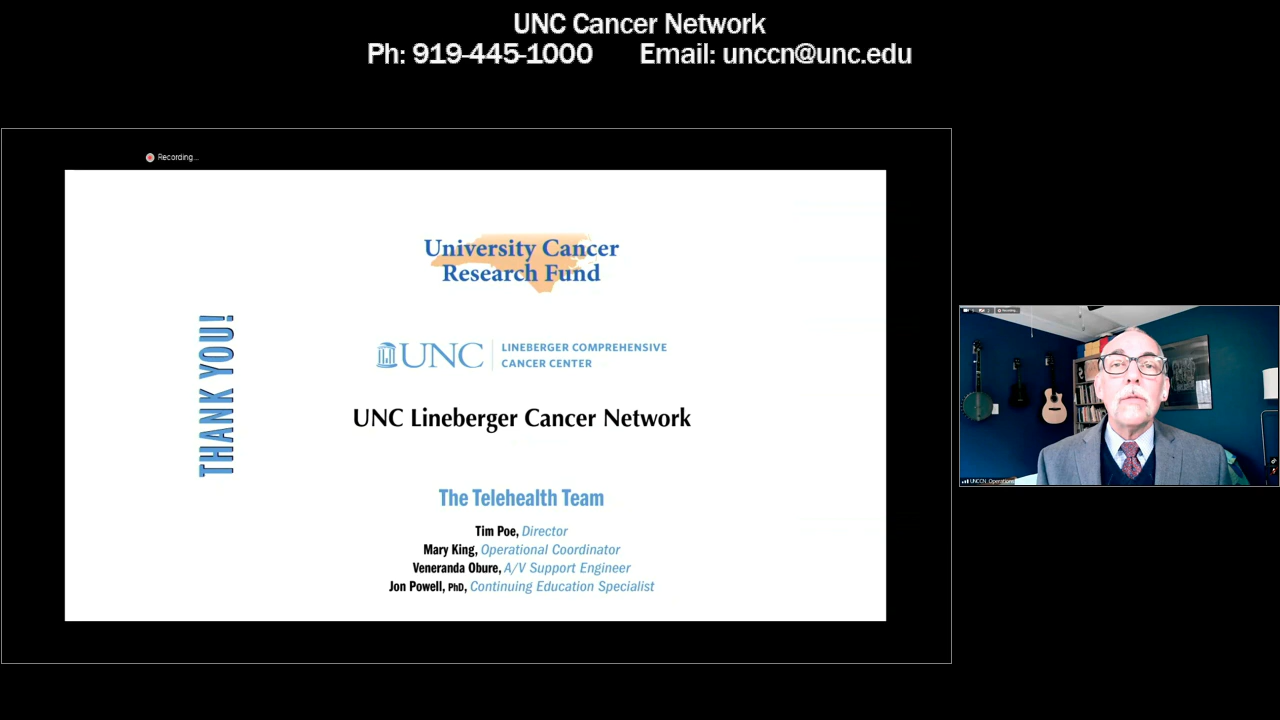 UNC Cancer Network
Ph: 919-445-1000 Email: unccn@unc.edu
Recording...
University Cancer
Research Fund
THANK YOU!
UNC LINEBERGER COMPREHENSIVE
CANCER CENTER
UNC Lineberger Cancer Network
The Telehealth Team
Tim Poe, Director
Mary King, Operational Coordinator
Veneranda Obure, A/V Support Engineer
Jon Powell, PhD, Continuing Education Specialist
UNCCN_Operations